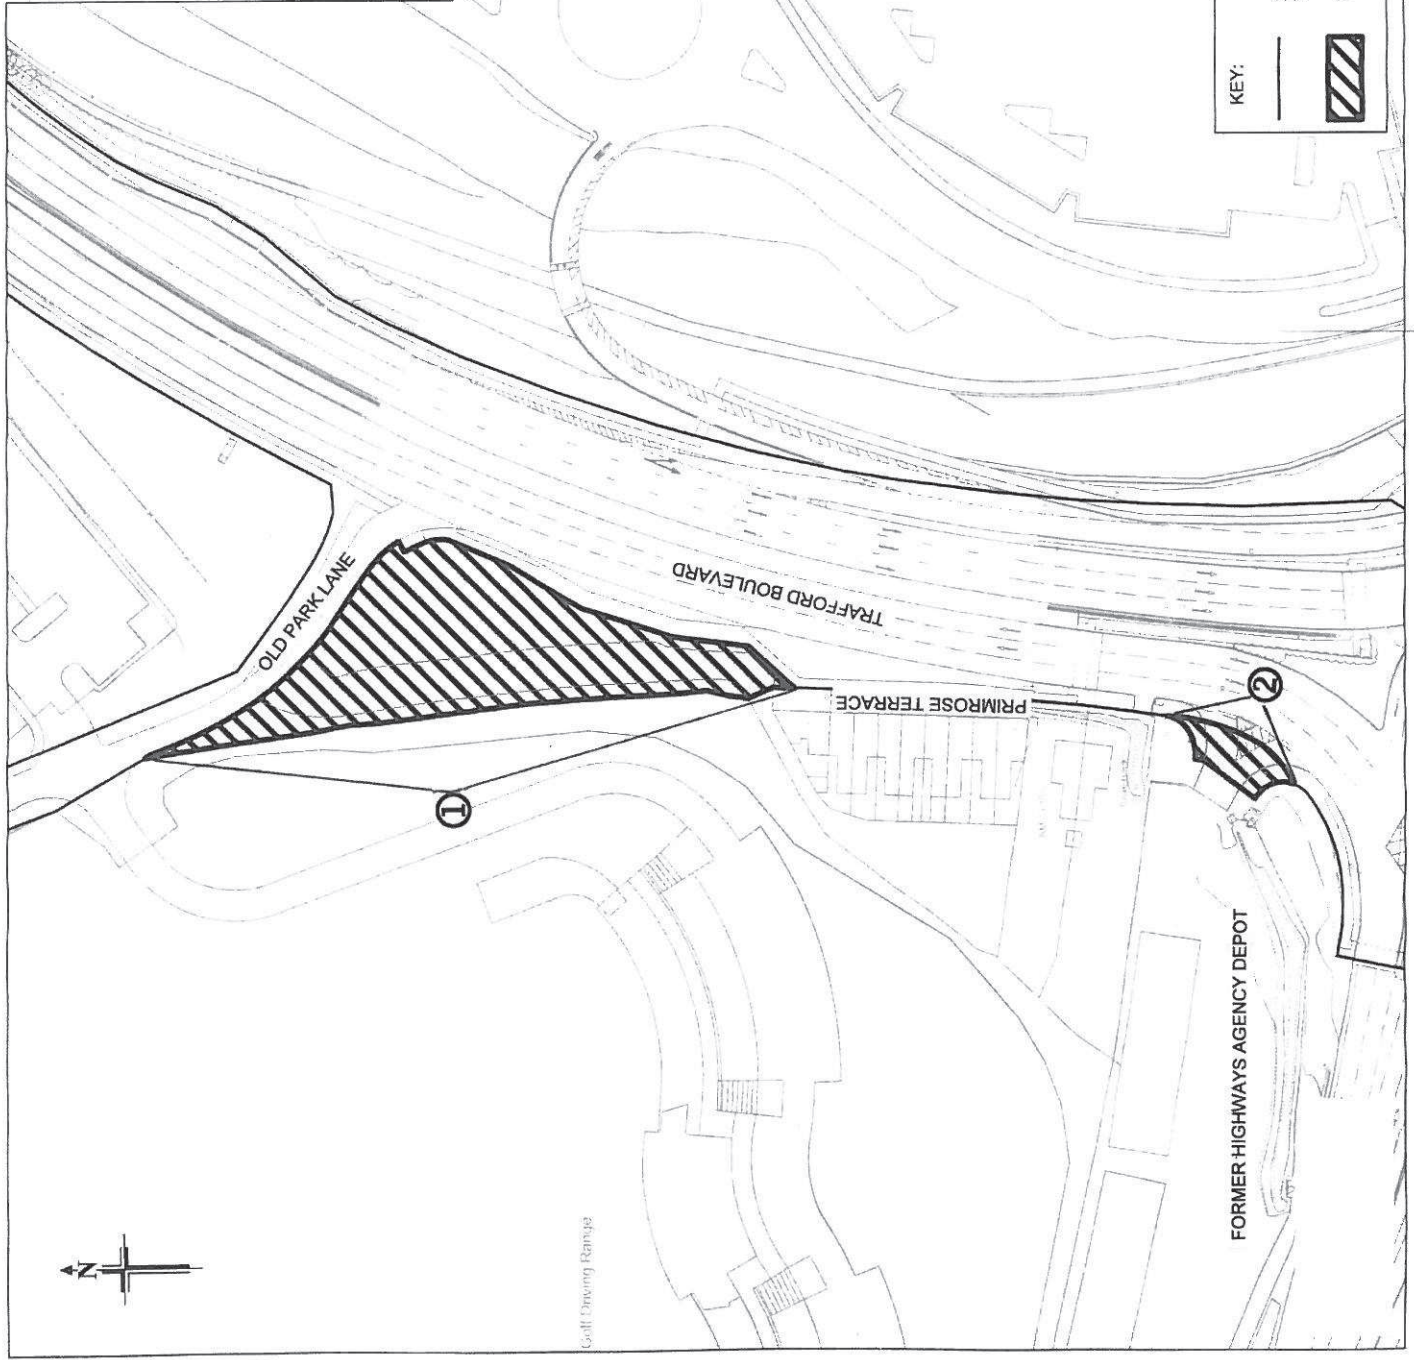 KEY:
OLD PARK LANE
TRAFFORD BOULEVARD
1
PRIMROSE TERRACE
2
FORMER HIGHWAYS AGENCY DEPOT
N
Golf Driving Range